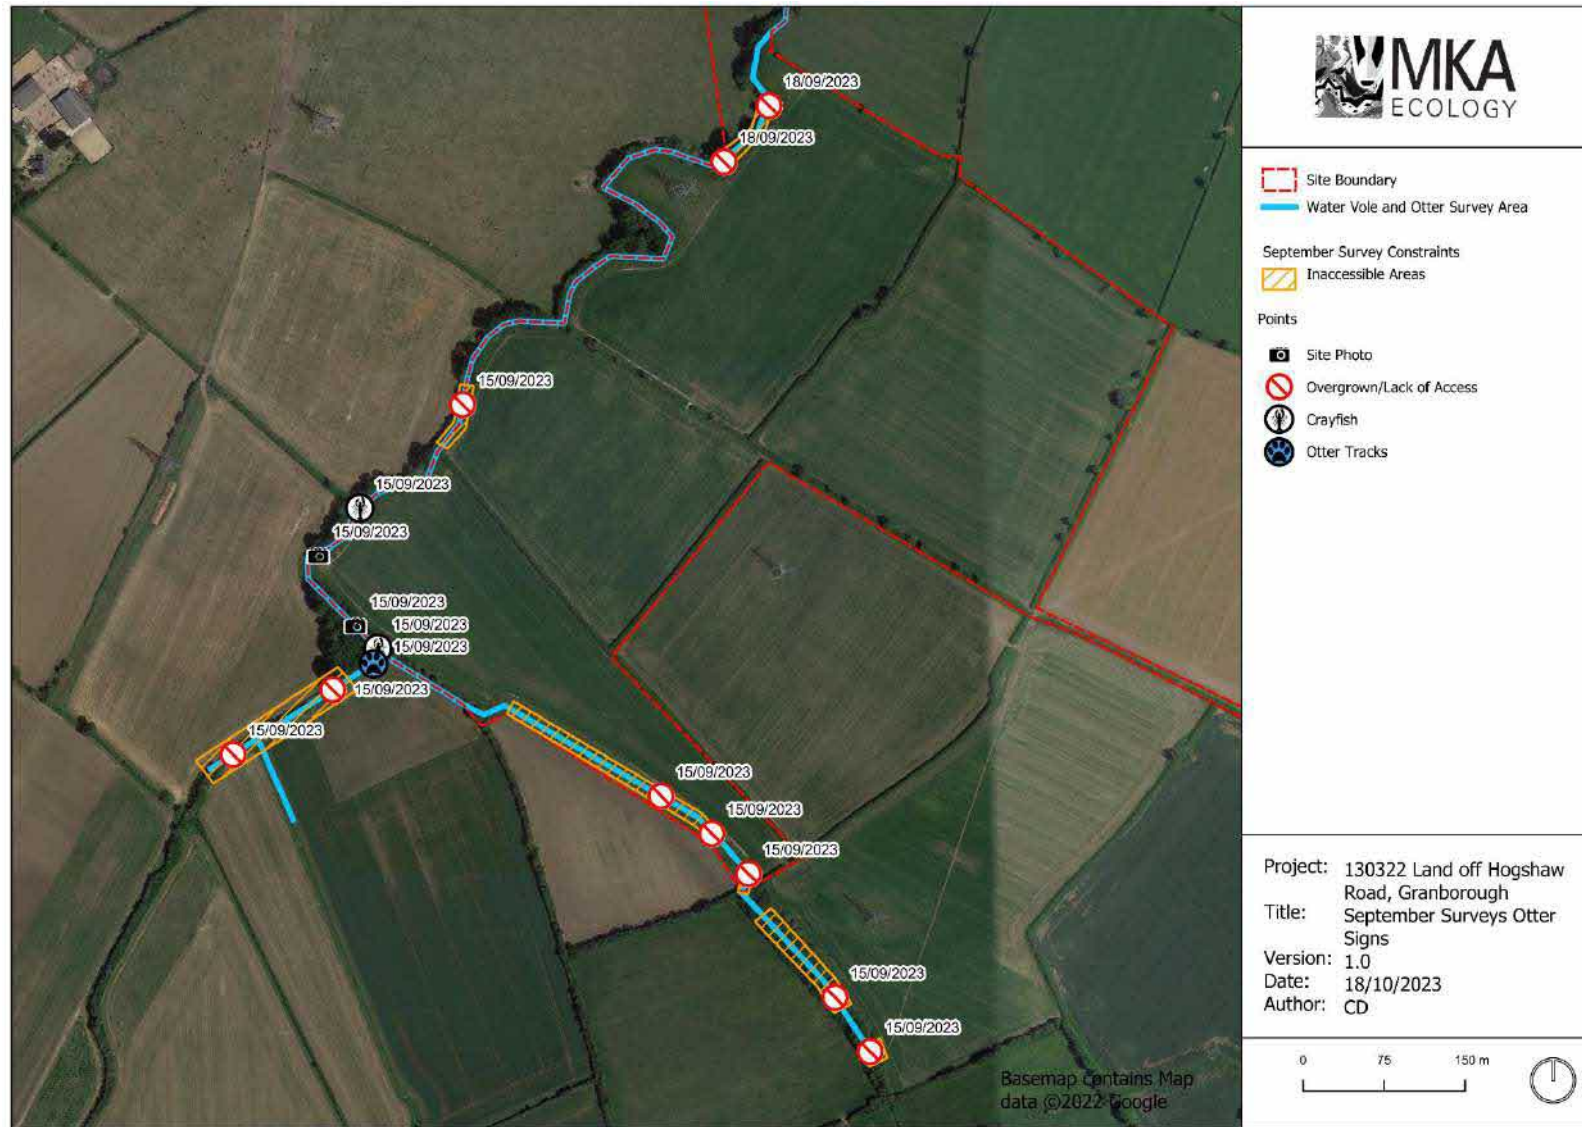 18/09/2023
18/09/2023
15/09/2023
15/09/2023
15/09/2023
15/09/2023
15/09/2023
15/09/2023
15/09/2023
15/09/2023
15/09/2023
15/09/2023
15/09/2023
15/09/2023
15/09/2023
Basemap contains Map
data ©2022 Google
MKA
ECOLOGY
Site Boundary
Water Vole and Otter Survey Area
September Survey Constraints
Inaccessible Areas
Points
Site Photo
Overgrown/Lack of Access
Crayfish
Otter Tracks
Project: 130322 Land off Hogshaw
Road, Granborough
Title: September Surveys Otter
Signs
Version: 1.0
Date: 18/10/2023
Author: CD
0 75 150 m